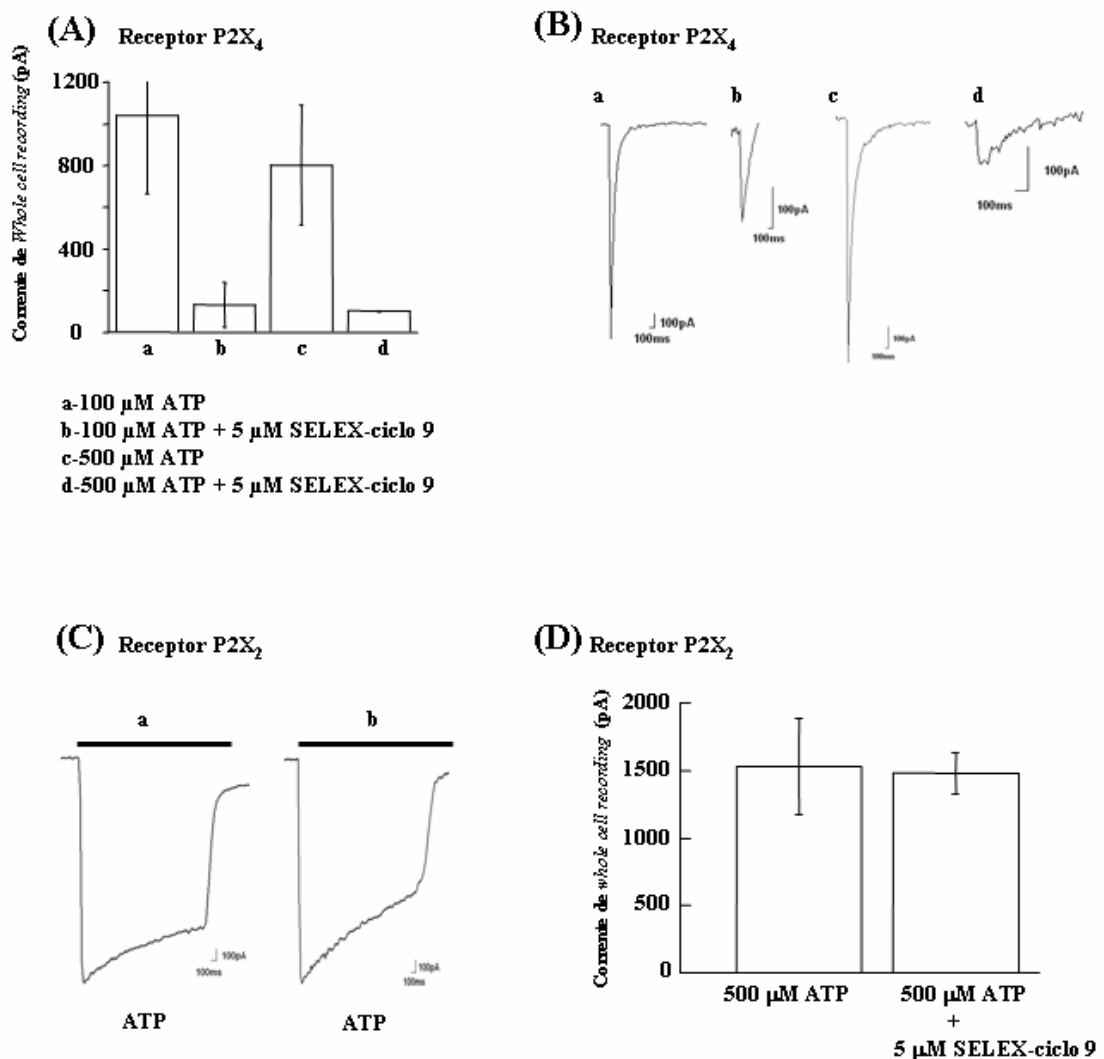 (A) Receptor P2X₄
Corrente de Whole cell recording (pA)
1200
800
400
0
a b c d
a-100 µM ATP
b-100 µM ATP + 5 µM SELEX-ciclo 9
c-500 µM ATP
d-500 µM ATP + 5 µM SELEX-ciclo 9
(B) Receptor P2X₄
a b c d
100pA
100ms
100pA
100ms
100pA
100ms
100pA
100ms
(C) Receptor P2X₂
a b
100pA
100ms
100pA
100ms
ATP ATP
(D) Receptor P2X₂
Corrente de whole cell recording (pA)
2000
1500
1000
500
0
500 µM ATP
500 µM ATP
+
5 µM SELEX-ciclo 9